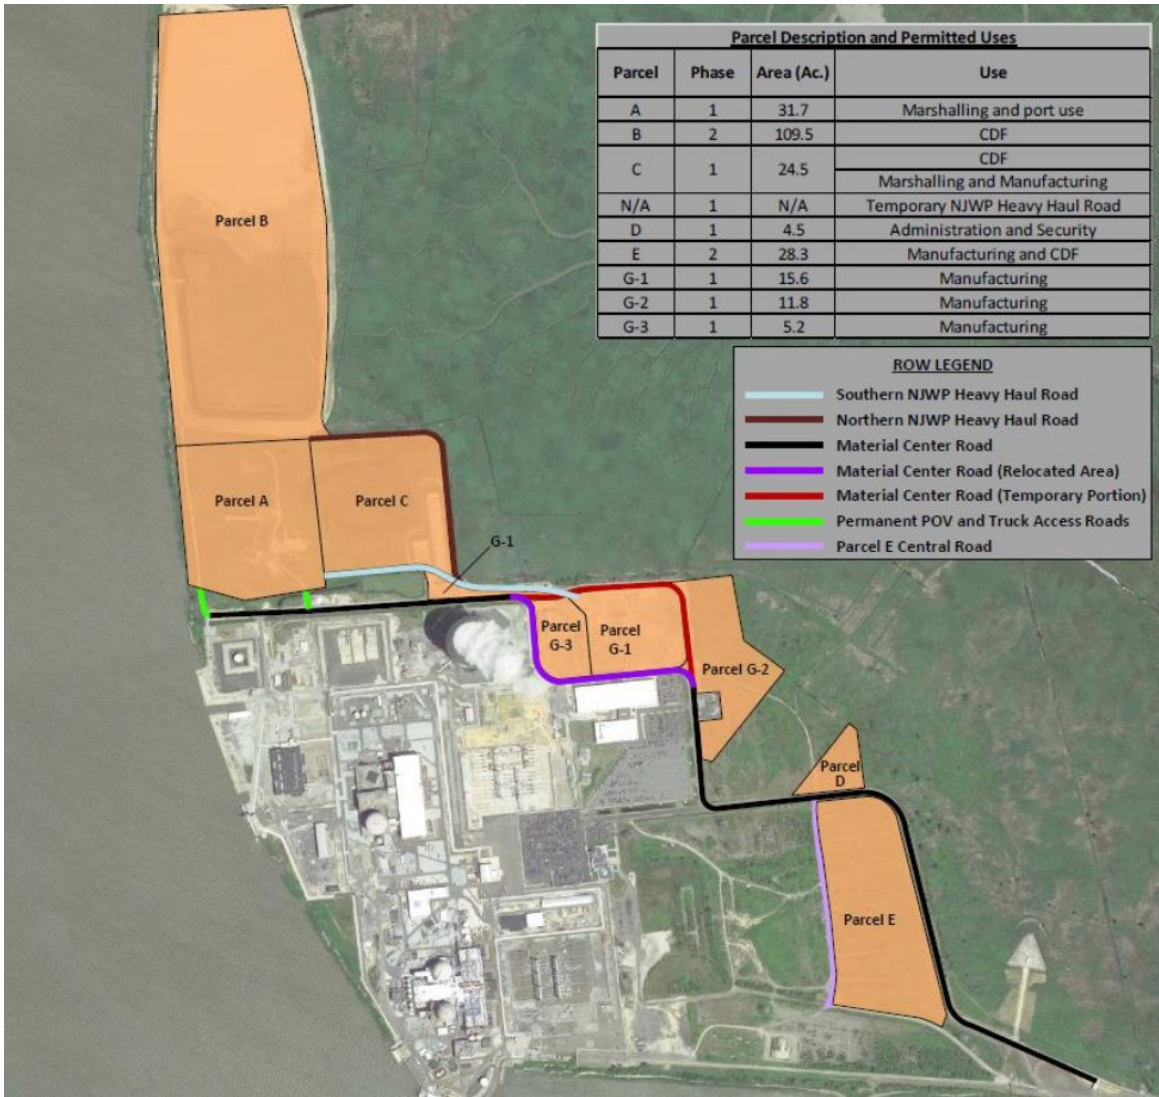 Parcel Description and Permitted Uses
Parcel Phase Area (Ac.) Use
A 1 31.7 Marshalling and port use
B 2 109.5 CDF
C 1 24.5 CDF
Marshalling and Manufacturing
N/A 1 N/A Temporary NJWP Heavy Haul Road
D 1 4.5 Administration and Security
E 2 28.3 Manufacturing and CDF
G-1 1 15.6 Manufacturing
G-2 1 11.8 Manufacturing
G-3 1 5.2 Manufacturing
ROW LEGEND
Southern NJWP Heavy Haul Road
Northern NJWP Heavy Haul Road
Material Center Road
Material Center Road (Relocated Area)
Material Center Road (Temporary Portion)
Permanent POV and Truck Access Roads
Parcel E Central Road
Parcel B
Parcel A
Parcel C
G-1
Parcel
G-3
Parcel
G-1
Parcel G-2
Parcel
D
Parcel E